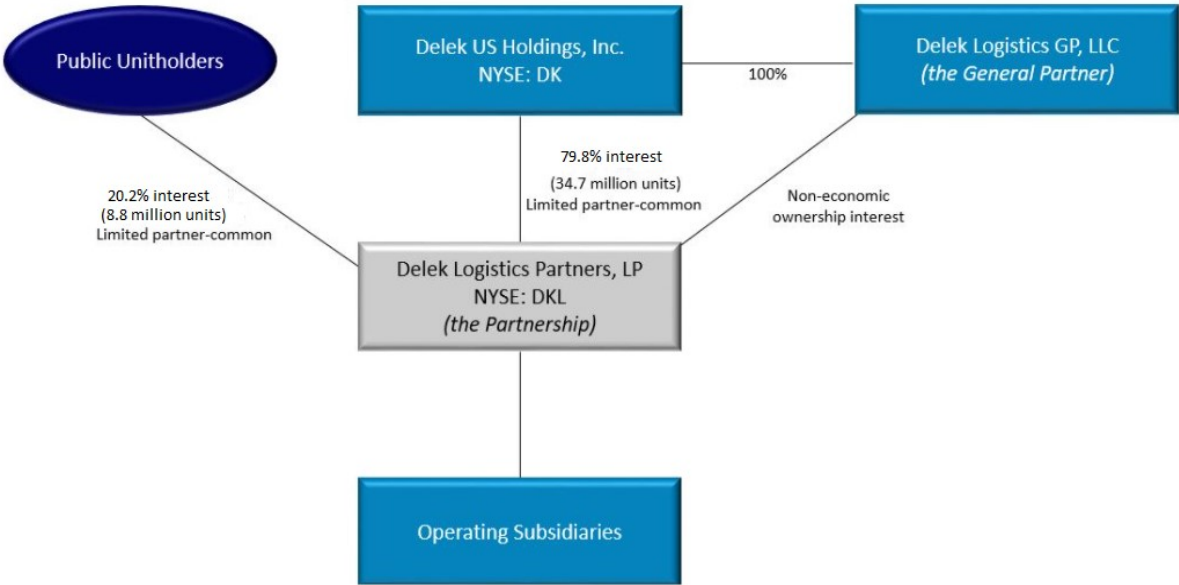 Public Unitholders
Delek US Holdings, Inc.
NYSE: DK
100%
Delek Logistics GP, LLC
(the General Partner)
20.2% interest
(8.8 million units)
Limited partner-common
79.8% interest
(34.7 million units)
Limited partner-common
Non-economic
ownership interest
Delek Logistics Partners, LP
NYSE: DKL
(the Partnership)
Operating Subsidiaries